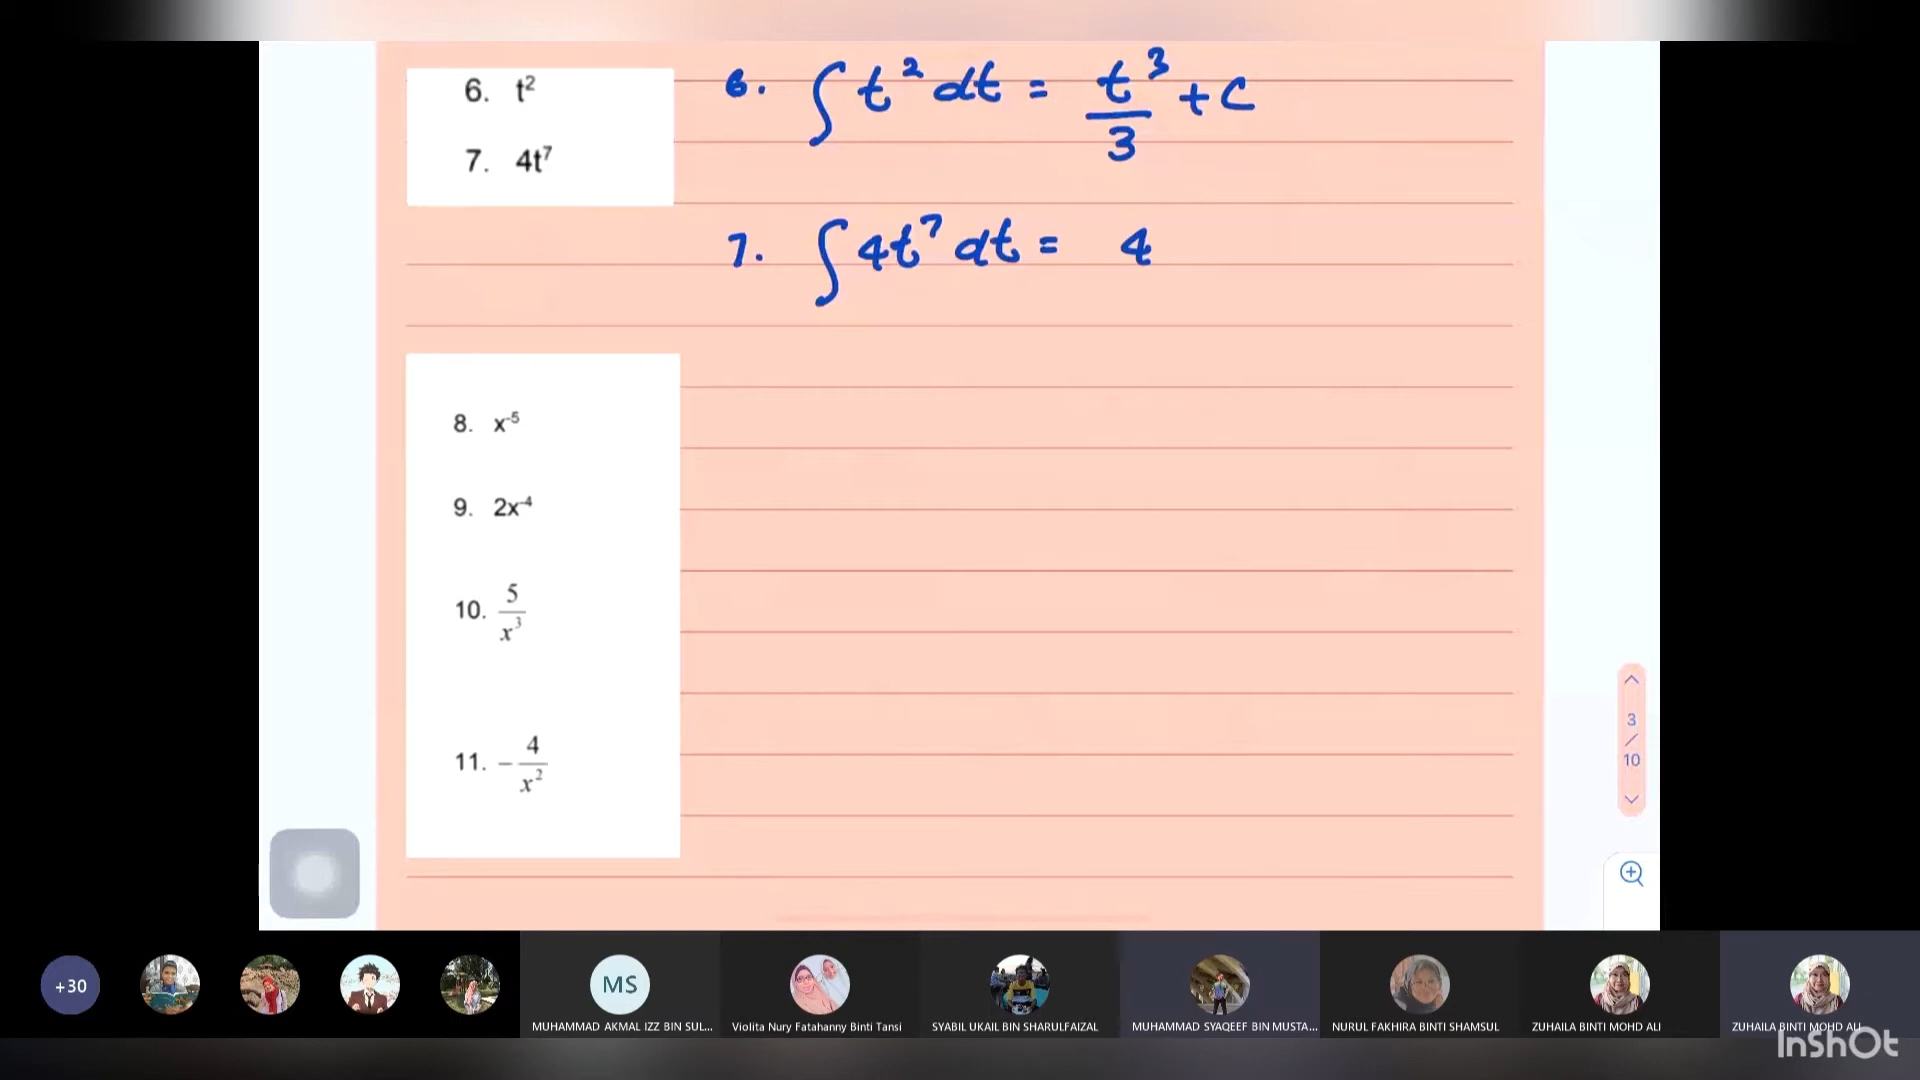 6. t²
7. 4t⁷
6. ∫ t² dt = t³/3 + c
7. ∫ 4t⁷ dt = 4
8. x⁻⁵
9. 2x⁻⁴
10. 5/x³
11. −4/x²
3
/
10
+30
MS
MUHAMMAD AKMAL IZZ BIN SUL...
Violita Nury Fatahanny Binti Tansi
SYABIL UKAIL BIN SHARULFAIZAL
MUHAMMAD SYAQEEF BIN MUSTA...
NURUL FAKHIRA BINTI SHAMSUL
ZUHAILA BINTI MOHD ALI
ZUHAILA BINTI MOHD ALI
InShOt